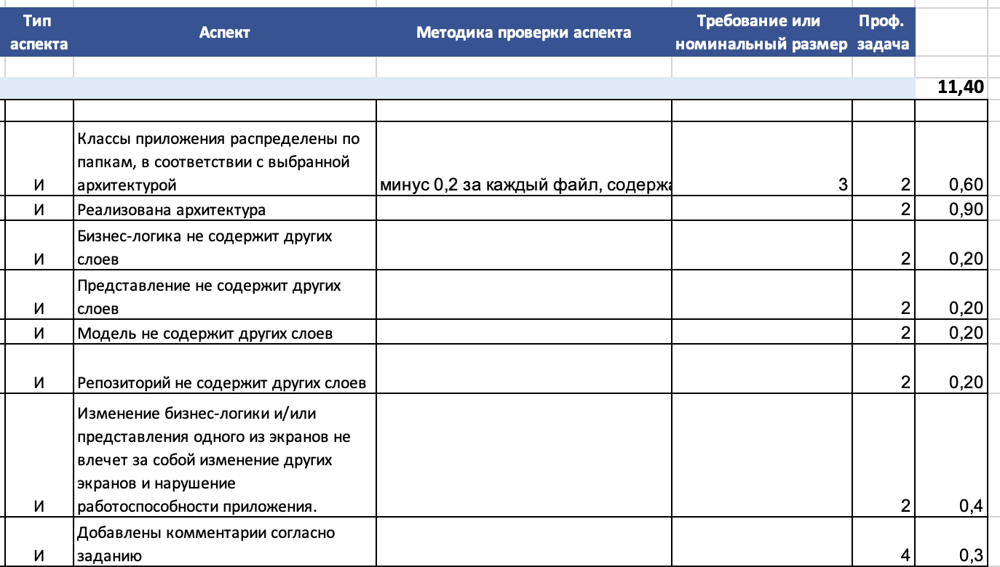 Тип аспекта
Аспект
Методика проверки аспекта
Требование или номинальный размер
Проф. задача
11,40
Классы приложения распределены по
папкам, в соответствии с выбранной
И архитектурой минус 0,2 за каждый файл, содерж 3 2 0,60
И Реализована архитектура 2 0,90
Бизнес-логика не содержит других
И слоев 2 0,20
Представление не содержит других
И слоев 2 0,20
И Модель не содержит других слоев 2 0,20
И Репозиторий не содержит других слоев 2 0,20
Изменение бизнес-логики и/или
представления одного из экранов не
влечет за собой изменение других
экранов и нарушение
И работоспособности приложения. 2 0,4
Добавлены комментарии согласно
И заданию 4 0,3